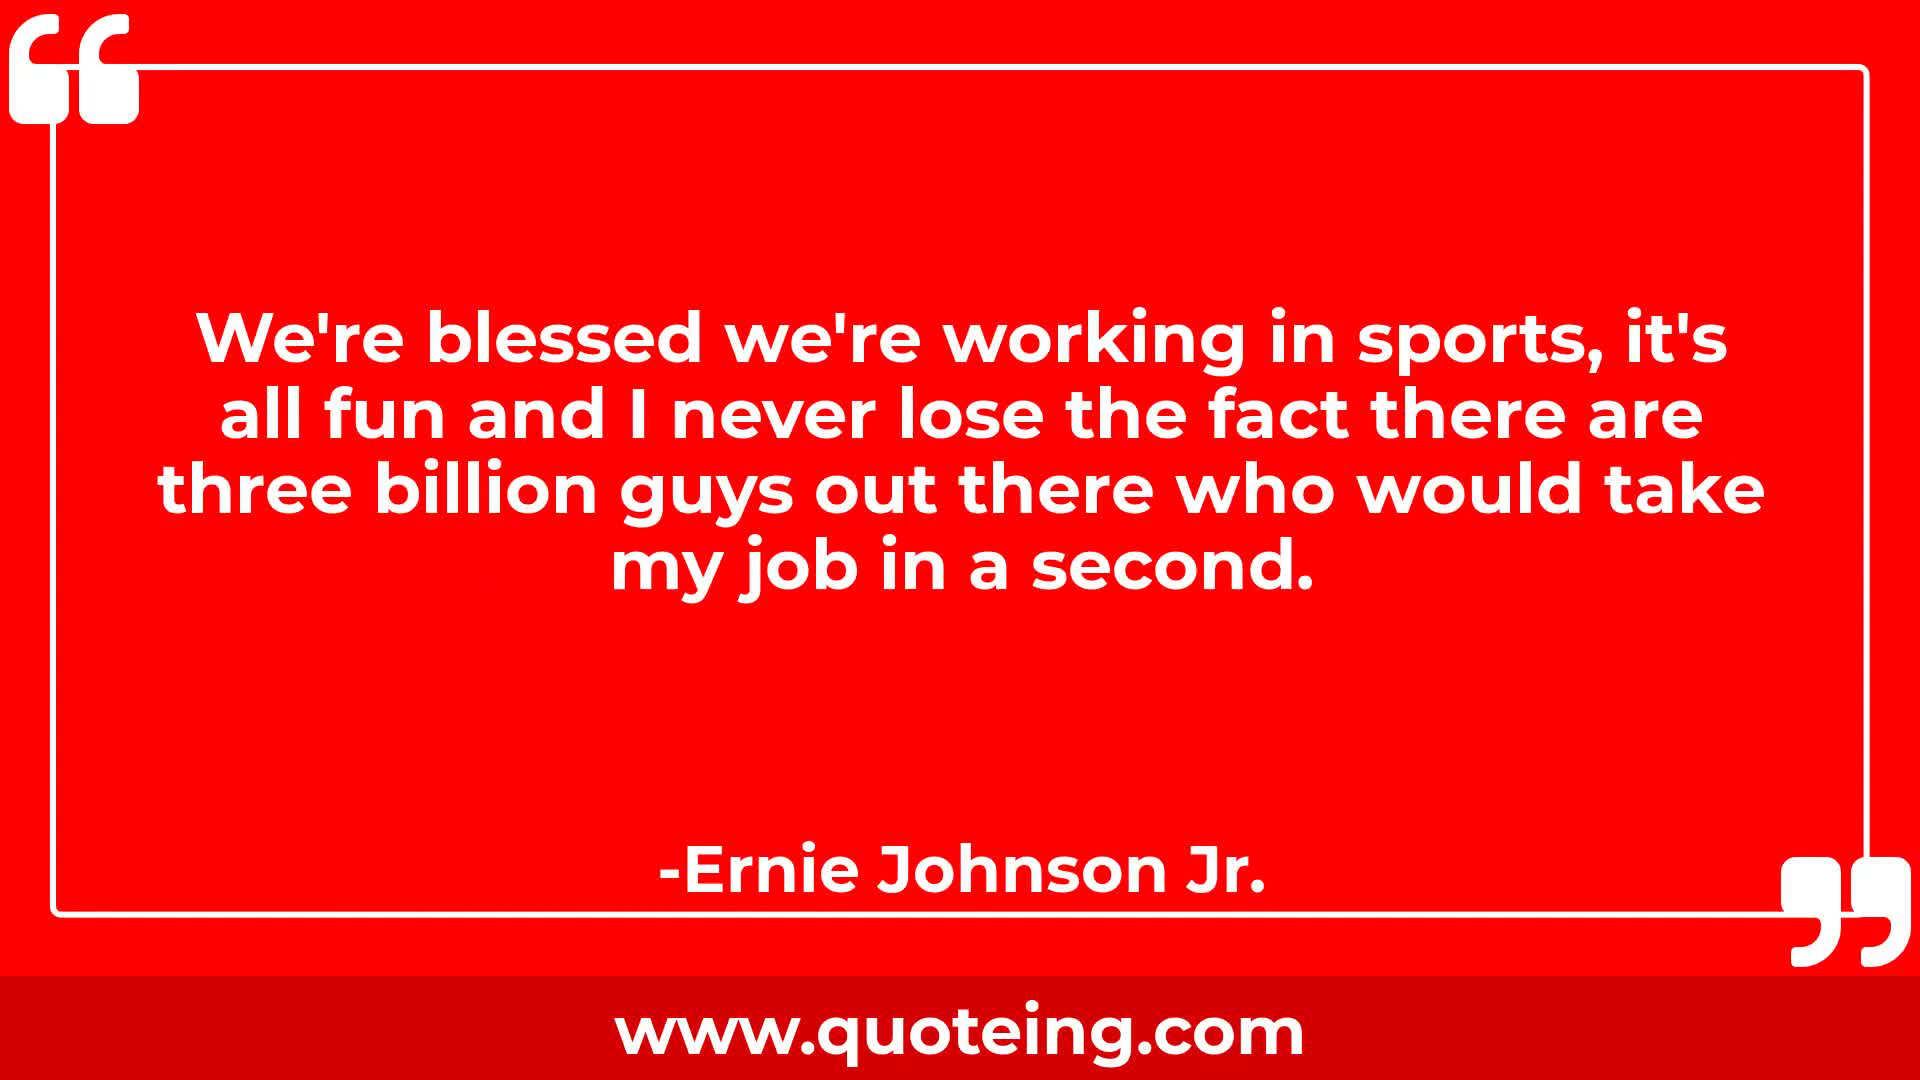 We're blessed we're working in sports, it's
all fun and I never lose the fact there are
three billion guys out there who would take
my job in a second.
-Ernie Johnson Jr.
www.quoteing.com